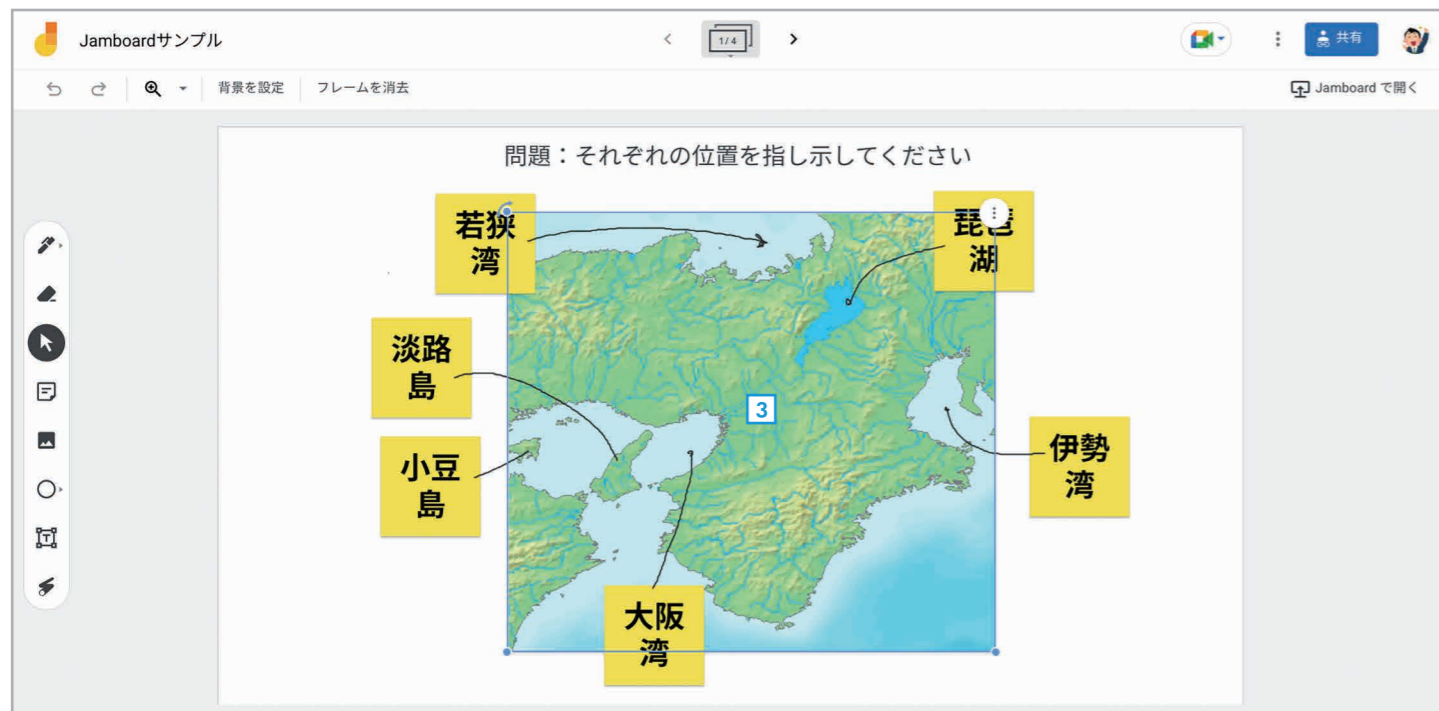 Jamboardサンプル
1/4
共有
背景を設定
フレームを消去
Jamboard で開く
問題：それぞれの位置を指し示してください
若狭
湾
琵琶
湖
淡路
島
3
小豆
島
伊勢
湾
大阪
湾